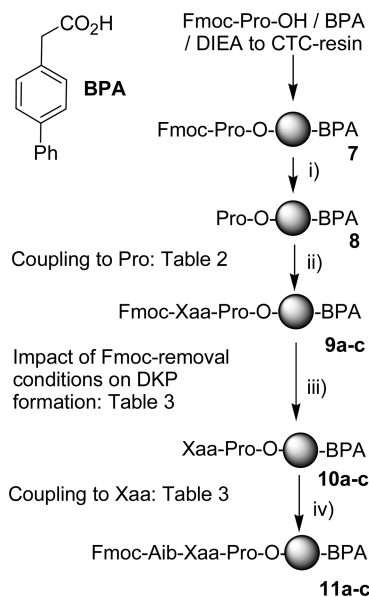 CO2H
BPA
Ph
Fmoc-Pro-OH / BPA
/ DIEA to CTC-resin
Fmoc-Pro-O- -BPA
7
i)
Pro-O- -BPA
8
Coupling to Pro: Table 2
ii)
Fmoc-Xaa-Pro-O- -BPA
9a-c
Impact of Fmoc-removal
conditions on DKP
formation: Table 3
iii)
Xaa-Pro-O- -BPA
10a-c
Coupling to Xaa: Table 3
iv)
Fmoc-Aib-Xaa-Pro-O- -BPA
11a-c